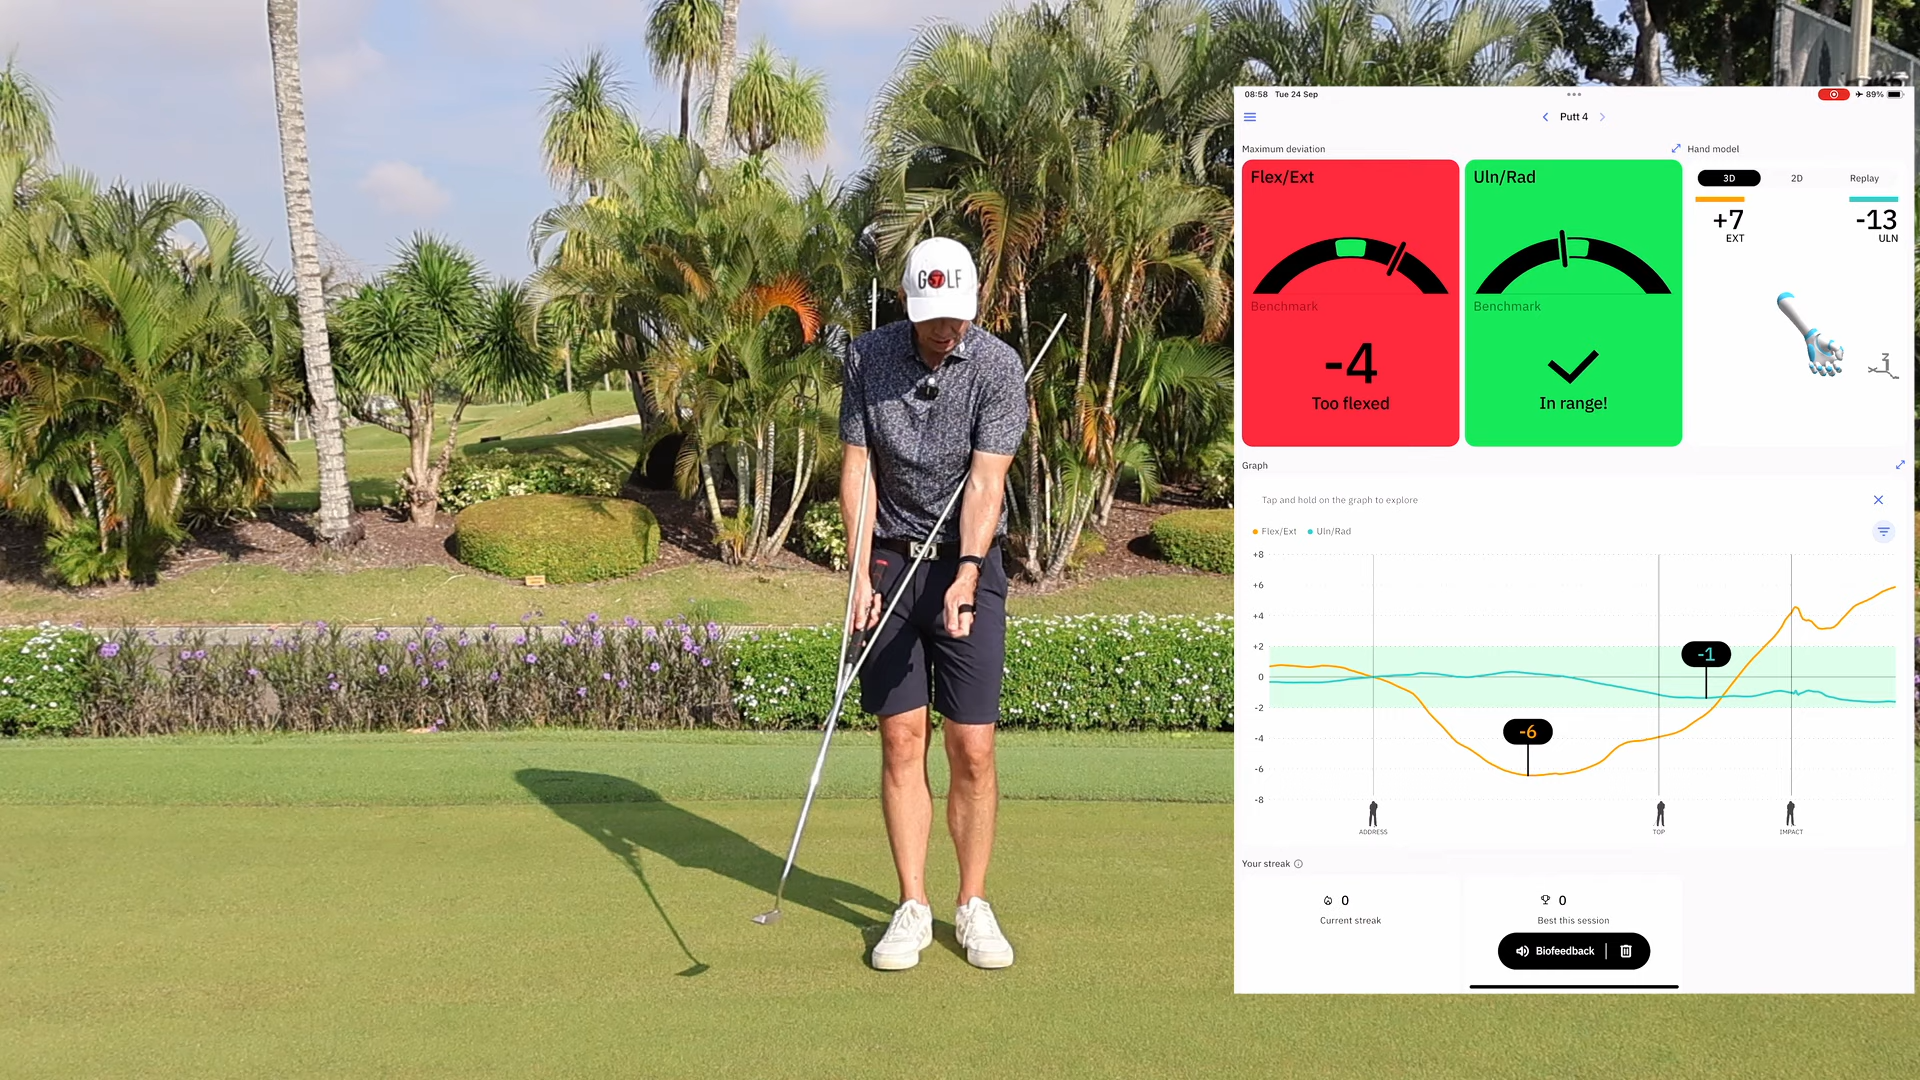 GOLF
08:58 Tue 24 Sep
89%
Putt 4
Maximum deviation
Hand model
Flex/Ext
Benchmark
-4
Too flexed
Uln/Rad
Benchmark
In range!
3D
2D
Replay
+7
EXT
-13
ULN
Graph
Tap and hold on the graph to explore
Flex/Ext
Uln/Rad
+8
+6
+4
+2
0
-2
-4
-6
-8
-6
-1
ADDRESS
TOP
IMPACT
Your streak
0
Current streak
0
Best this session
Biofeedback